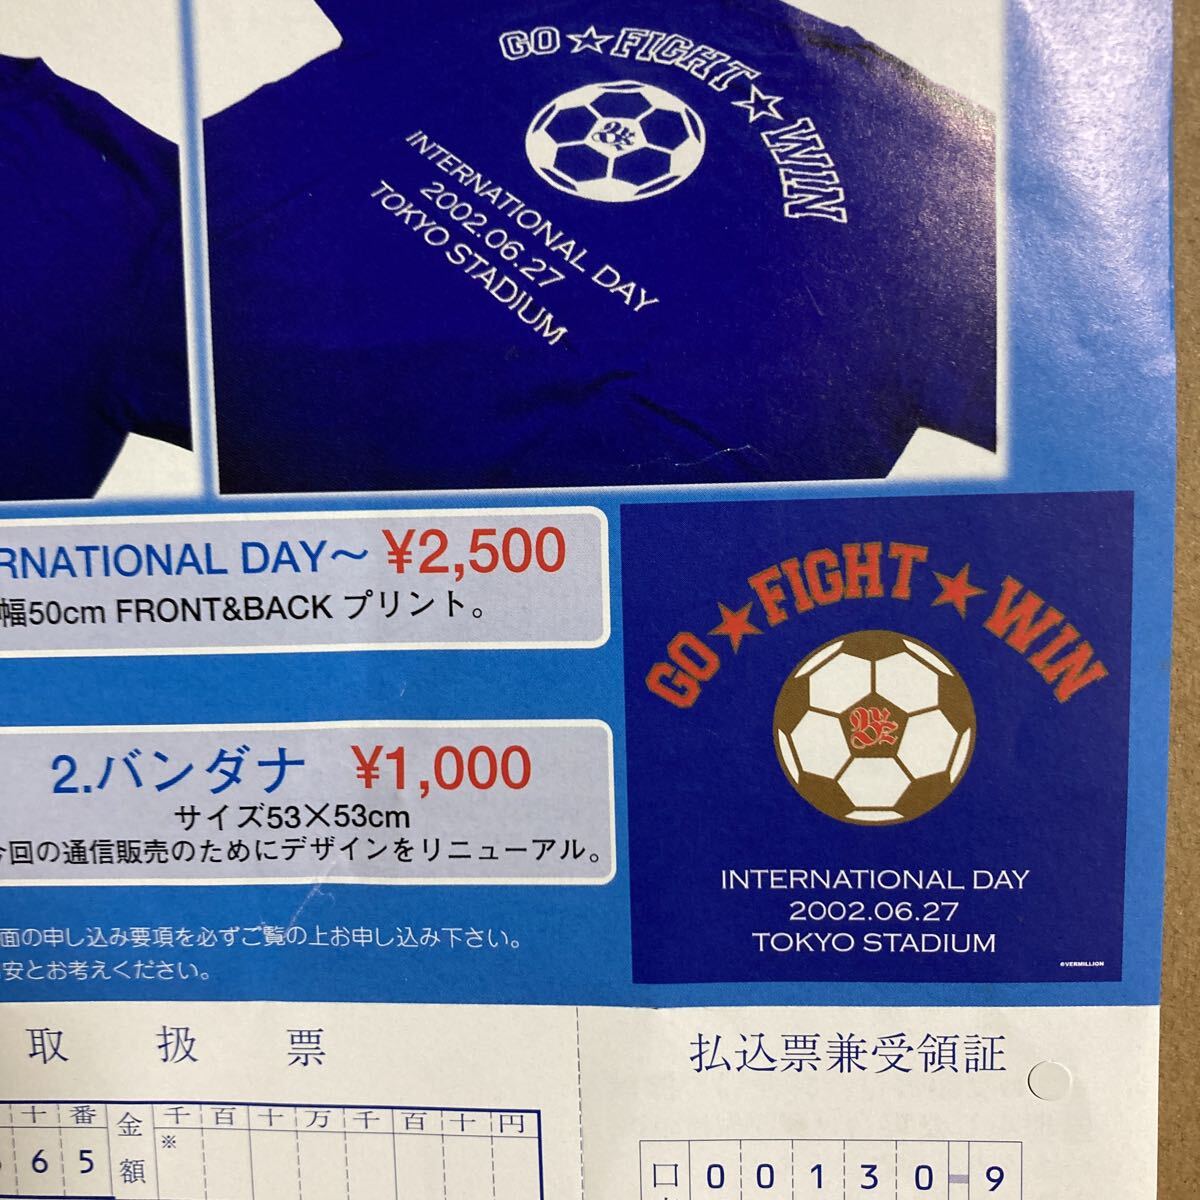 GO☆FIGHT☆WIN
B'z
INTERNATIONAL DAY
2002.06.27
TOKYO STADIUM
RNATIONAL DAY～ ¥2,500
幅50cm FRONT&BACK プリント。
2.バンダナ ¥1,000
サイズ53×53cm
今回の通信販売のためにデザインをリニューアル。
面の申し込み要項を必ずご覧の上お申し込み下さい。
安とお考えください。
GO★FIGHT★WIN
B'z
INTERNATIONAL DAY
2002.06.27
TOKYO STADIUM
©VERMILLION
取扱票
十 番 金額 千 百 十 万 千 百 十 円
6 5 ※
払込票兼受領証
口 00130-9